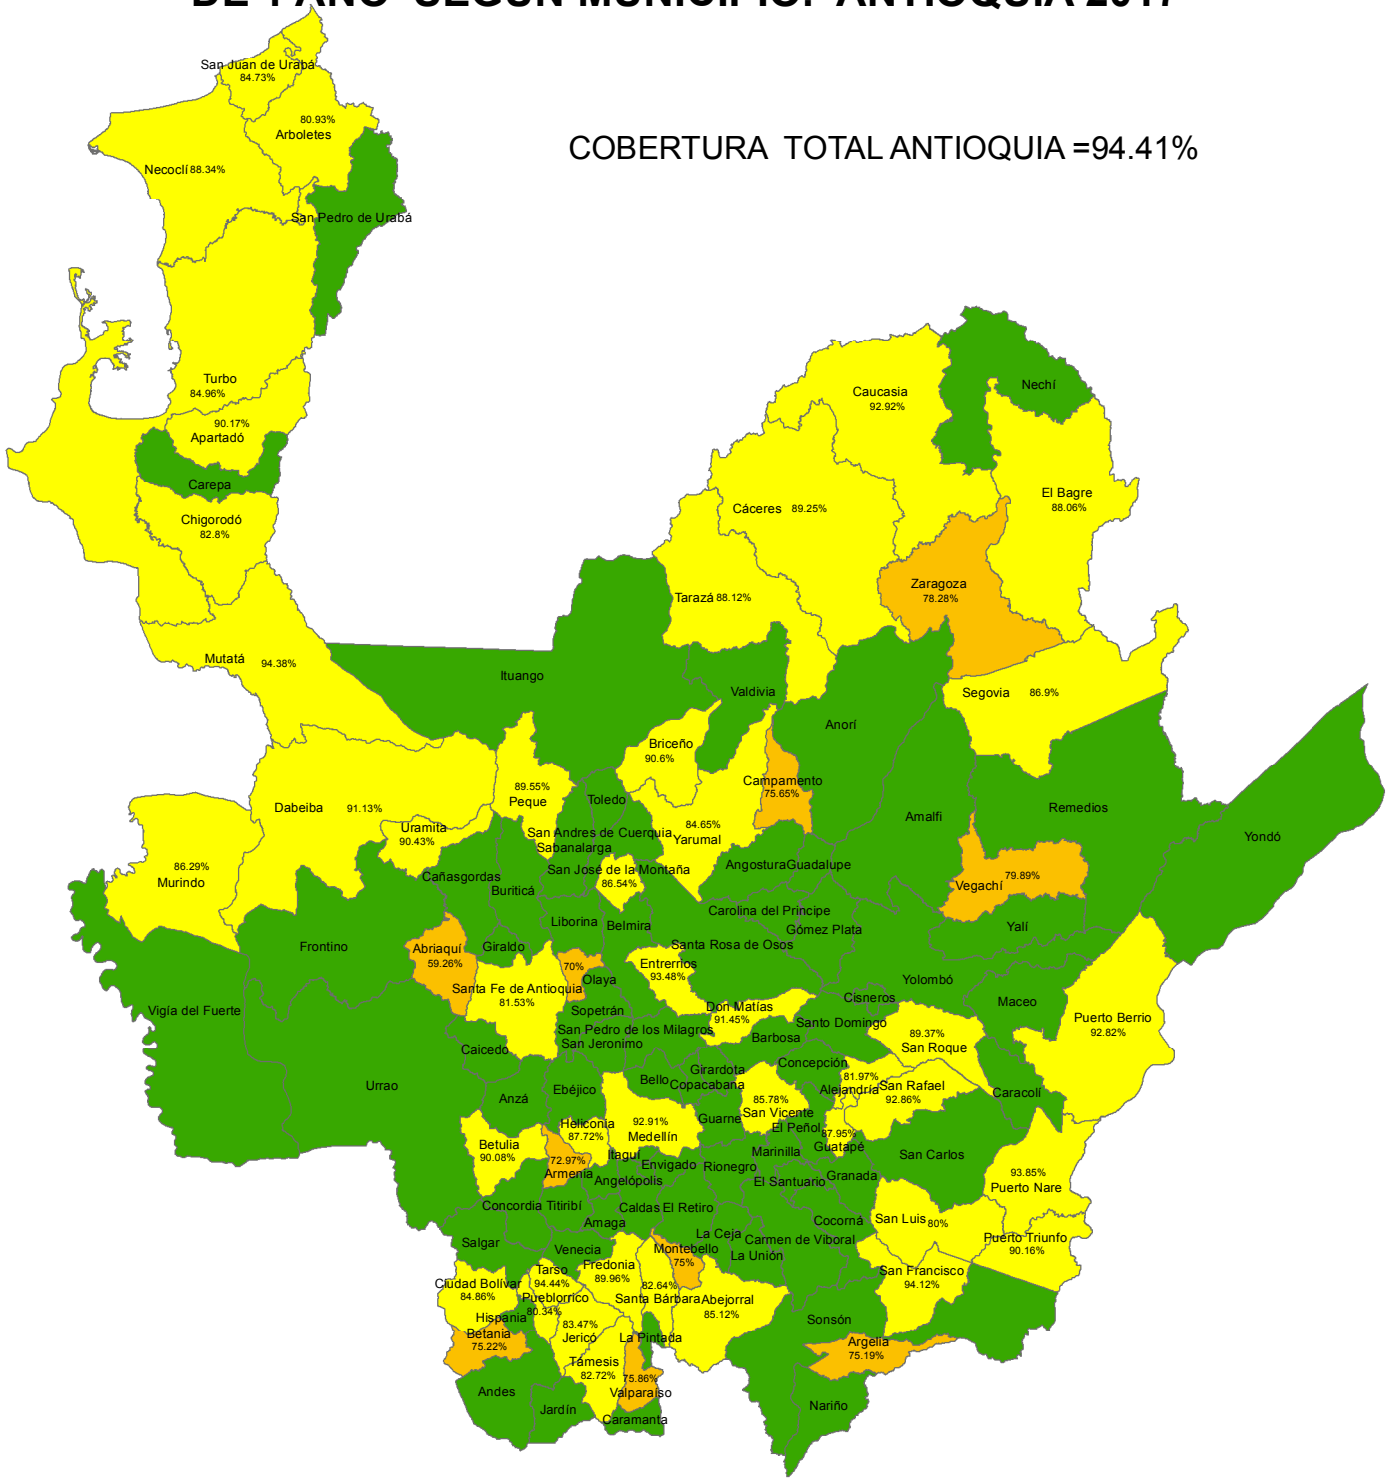 DE 1 AÑO SEGÚN MUNICIPIO. ANTIOQUIA 2017
San Juan de Urabá
84.73%
80.93%
Arboletes
COBERTURA TOTAL ANTIOQUIA =94.41%
Necoclí 88.34%
San Pedro de Urabá
Turbo
84.96%
Nechí
Caucasia
92.92%
90.17%
Apartadó
Carepa
El Bagre
88.06%
Cáceres 89.25%
Chigorodó
82.8%
Zaragoza
78.28%
Tarazá 88.12%
Mutatá 94.38%
Ituango
Valdivia
Segovia 86.9%
Anorí
Briceño
90.6%
Campamento
75.65%
89.55%
Peque
Toledo
Dabeiba 91.13%
Remedios
Amalfi
Uramita
90.43%
84.65%
Yarumal
San Andres de Cuerquia
Sabanalarga
Yondó
86.29%
Murindo
Cañasgordas
San José de la Montaña
86.54%
Angostura
Guadalupe
79.89%
Vegachí
Buriticá
Carolina del Principe
Liborina
Belmira
Gómez Plata
Yalí
Frontino
Abriaquí
59.26%
Giraldo
Santa Rosa de Osos
70%
Olaya
Entrerrios
93.48%
Yolombó
Santa Fe de Antioquia
81.53%
Cisneros
Maceo
Vigía del Fuerte
Sopetrán
Don Matías
91.45%
Puerto Berrio
92.82%
San Pedro de los Milagros
San Jeronimo
Santo Domingo
Barbosa
89.37%
San Roque
Caicedo
Concepción
Girardota
Bello
Copacabana
81.97%
Alejandría
San Rafael
92.86%
Urrao
Ebéjico
Anzá
Caracolí
85.78%
San Vicente
Guarne
Heliconia
87.72%
92.91%
Medellín
El Peñol
87.95%
Guatapé
Betulia
90.08%
Itaguí
Marinilla
San Carlos
72.97%
Armenia
Envigado
Rionegro
Angelópolis
El Santuario
Granada
93.85%
Puerto Nare
Concordia
Titiribí
Caldas
El Retiro
Amaga
Cocorná
San Luis 80%
La Ceja
Carmen de Viboral
Puerto Triunfo
90.16%
Salgar
Venecia
Montebello
75%
La Unión
Fredonia
89.96%
Tarso
94.44%
San Francisco
94.12%
Ciudad Bolívar
84.86%
82.64%
Santa Bárbara
Abejorral
85.12%
Pueblorrico
80.34%
Hispania
Sonsón
83.47%
Jericó
Betania
75.22%
La Pintada
Argelia
75.19%
Támesis
82.72%
75.86%
Valparaíso
Andes
Jardín
Nariño
Caramanta